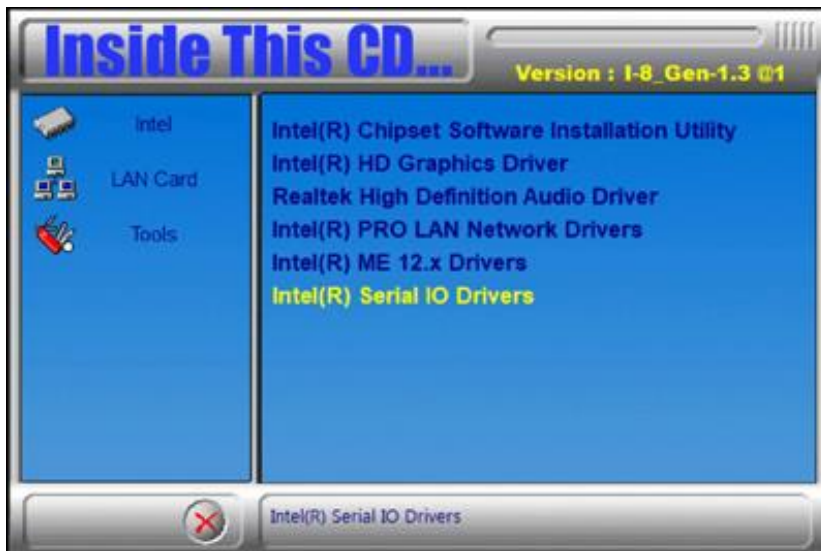 Inside This CD...
Version : I-8_Gen-1.3 @1
Intel
LAN Card
Tools
Intel(R) Chipset Software Installation Utility
Intel(R) HD Graphics Driver
Realtek High Definition Audio Driver
Intel(R) PRO LAN Network Drivers
Intel(R) ME 12.x Drivers
Intel(R) Serial IO Drivers
Intel(R) Serial IO Drivers